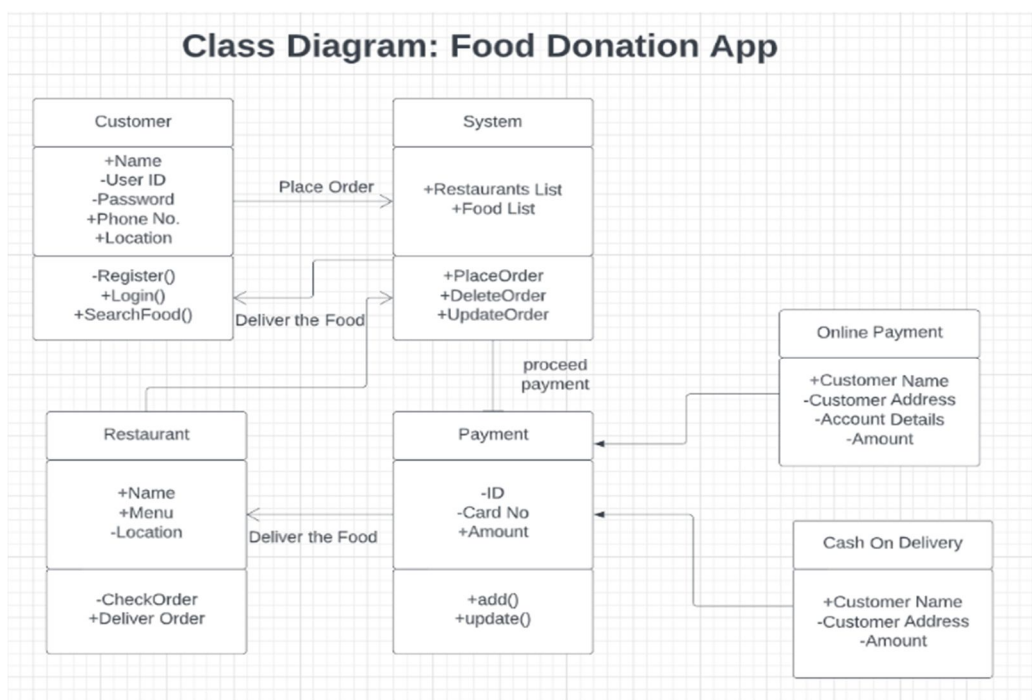 Class Diagram: Food Donation App
Customer
+Name
-User ID
-Password
+Phone No.
+Location
-Register()
+Login()
+SearchFood()
Place Order
System
+Restaurants List
+Food List
+PlaceOrder
+DeleteOrder
+UpdateOrder
Deliver the Food
proceed
payment
Online Payment
+Customer Name
-Customer Address
-Account Details
-Amount
Restaurant
+Name
+Menu
-Location
-CheckOrder
+Deliver Order
Deliver the Food
Payment
-ID
-Card No
+Amount
+add()
+update()
Cash On Delivery
+Customer Name
-Customer Address
-Amount